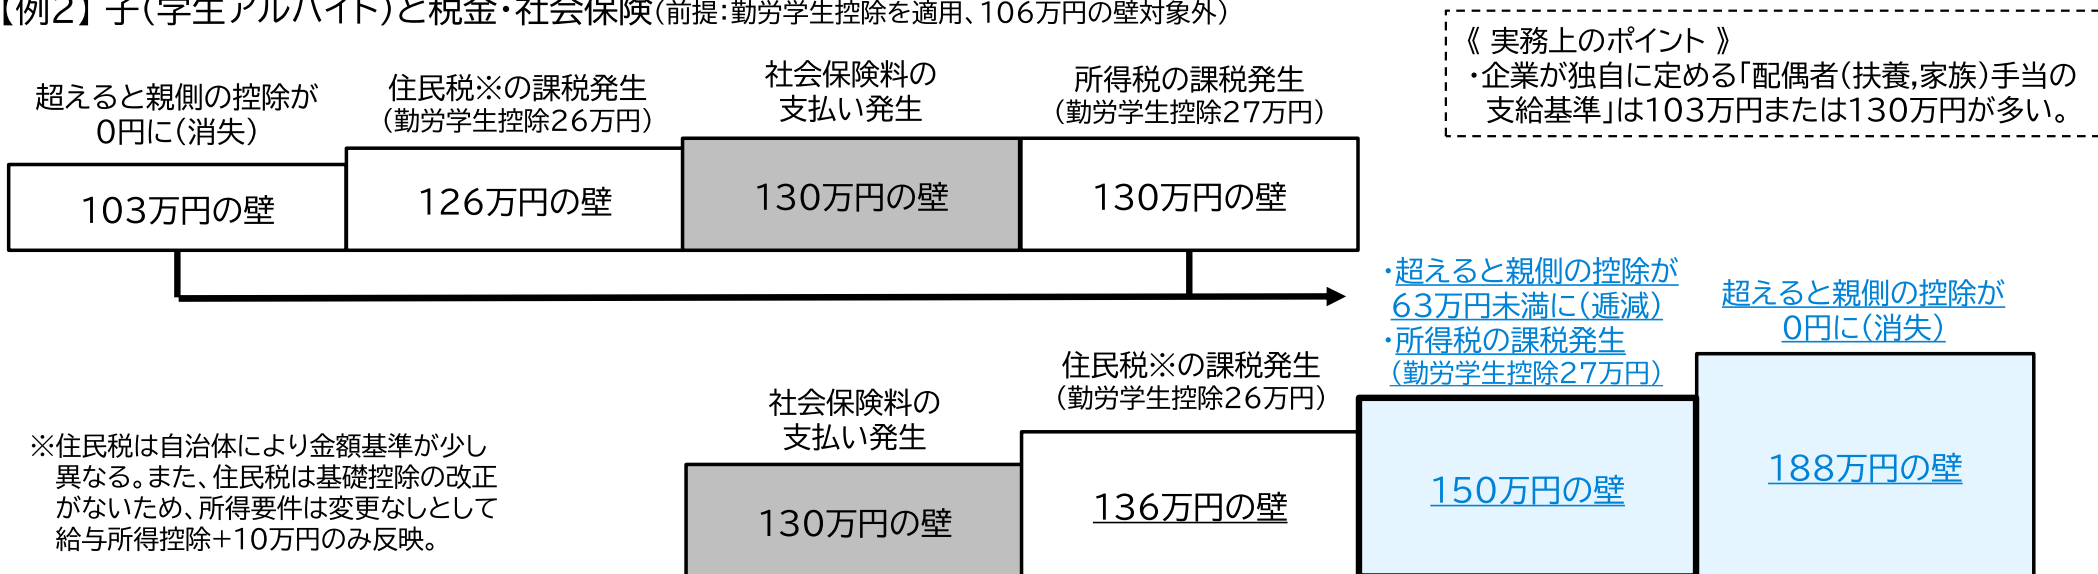 【例2】 子(学生アルバイト)と税金・社会保険(前提:勤労学生控除を適用、106万円の壁対象外)
《 実務上のポイント 》
・企業が独自に定める「配偶者(扶養,家族)手当の
支給基準」は103万円または130万円が多い。
超えると親側の控除が
0円に(消失)
住民税※の課税発生
(勤労学生控除26万円)
社会保険料の
支払い発生
所得税の課税発生
(勤労学生控除27万円)
103万円の壁
126万円の壁
130万円の壁
130万円の壁
・超えると親側の控除が
63万円未満に(逓減)
・所得税の課税発生
(勤労学生控除27万円)
超えると親側の控除が
0円に(消失)
住民税※の課税発生
(勤労学生控除26万円)
社会保険料の
支払い発生
※住民税は自治体により金額基準が少し
異なる。また、住民税は基礎控除の改正
がないため、所得要件は変更なしとして
給与所得控除+10万円のみ反映。
130万円の壁
136万円の壁
150万円の壁
188万円の壁